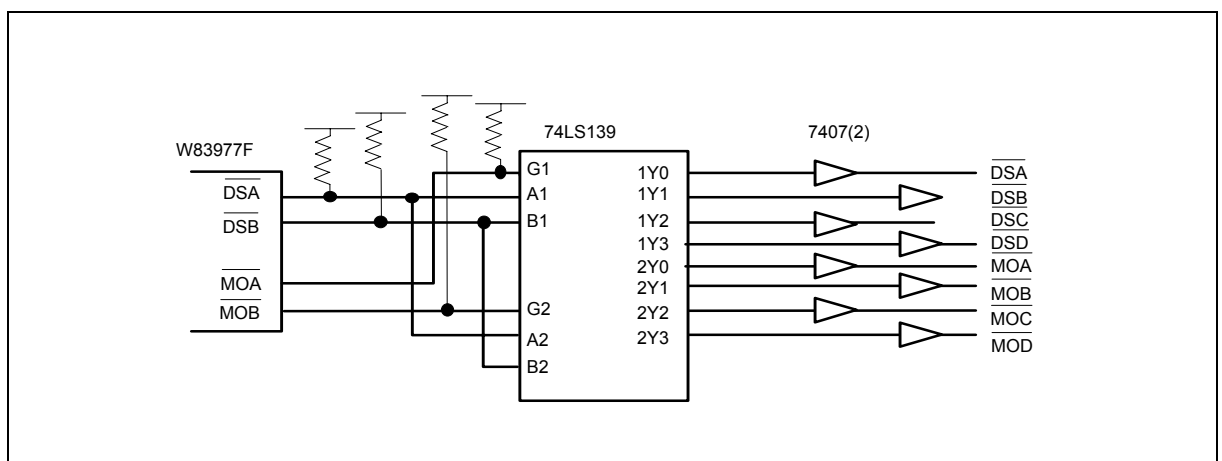 W83977F
DSA
DSB
MOA
MOB
74LS139
G1
A1
B1
G2
A2
B2
1Y0
1Y1
1Y2
1Y3
2Y0
2Y1
2Y2
2Y3
7407(2)
DSA
DSB
DSC
DSD
MOA
MOB
MOC
MOD